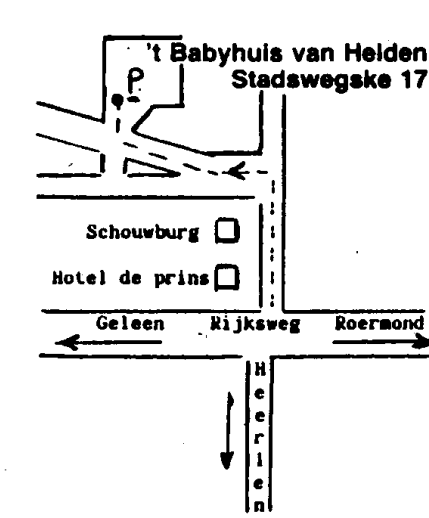 't Babyhuis van Helden
Stadswegske 17
P
Schouwburg
Hotel de prins
Geleen Rijksweg Roermond
Heerlen